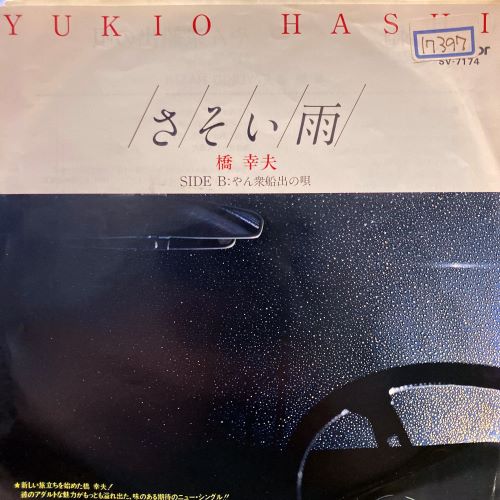 YUKIO HASHI
17397
or
SV-7174
さそい雨
橋 幸夫
SIDE B:やん衆船出の唄
★新しい旅立ちを始めた橋 幸夫!
彼のアダルトな魅力がもっとも溢れ出た、味のある期待のニュー・シングル!!